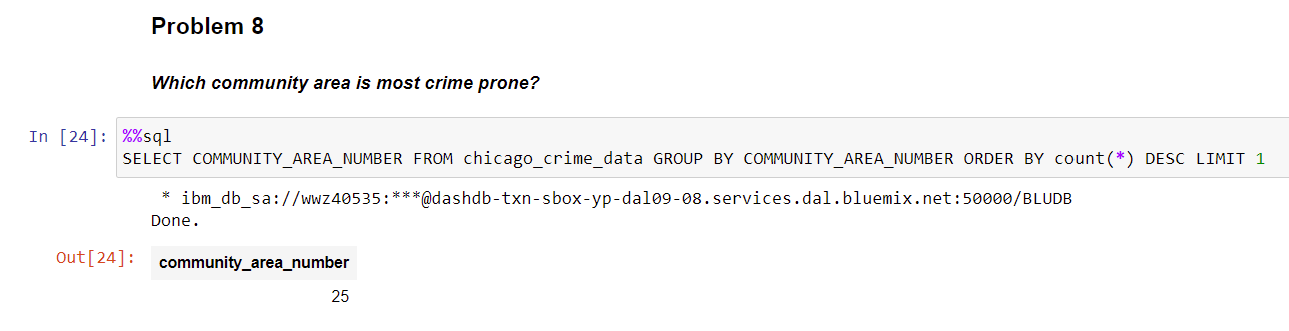 Problem 8
Which community area is most crime prone?
In [24]: %%sql
SELECT COMMUNITY_AREA_NUMBER FROM chicago_crime_data GROUP BY COMMUNITY_AREA_NUMBER ORDER BY count(*) DESC LIMIT 1
* ibm_db_sa://wwz40535:***@dashdb-txn-sbox-yp-dal09-08.services.dal.bluemix.net:50000/BLUDB
Done.
Out[24]: community_area_number
25